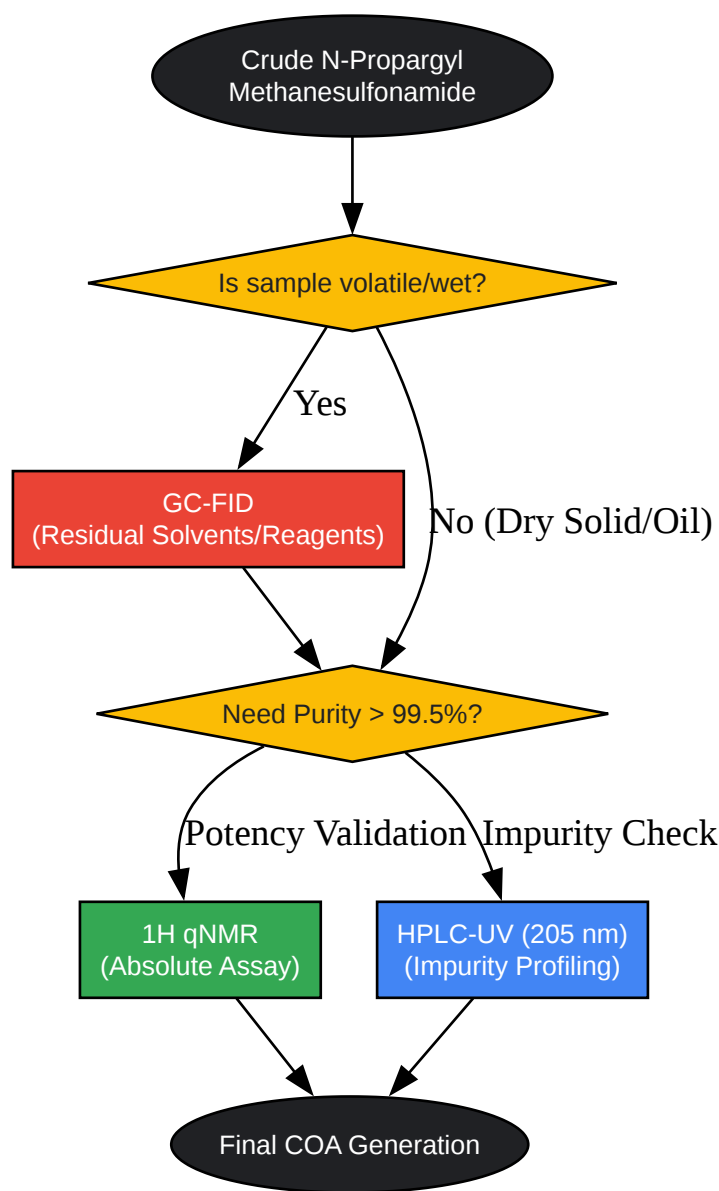 Crude N-Propargyl
Methanesulfonamide
Is sample volatile/wet?
Yes
GC-FID
(Residual Solvents/Reagents)
No (Dry Solid/Oil)
Need Purity > 99.5%?
Potency Validation
Impurity Check
1H qNMR
(Absolute Assay)
HPLC-UV (205 nm)
(Impurity Profiling)
Final COA Generation